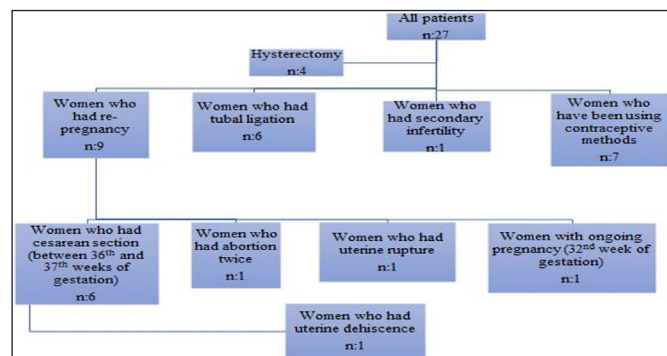 All patients
n:27
Hysterectomy
n:4
Women who
had re-
pregnancy
n:9
Women who had
tubal ligation
n:6
Women who
had secondary
infertility
n:1
Women who
have been using
contraceptive
methods
n:7
Women who had
cesarean section
(between 36th and
37th weeks of
gestation)
n:6
Women who
had abortion
twice
n:1
Women who had
uterine rupture
n:1
Women with ongoing
pregnancy (32nd week of
gestation)
n:1
Women who had
uterine dehiscence
n:1